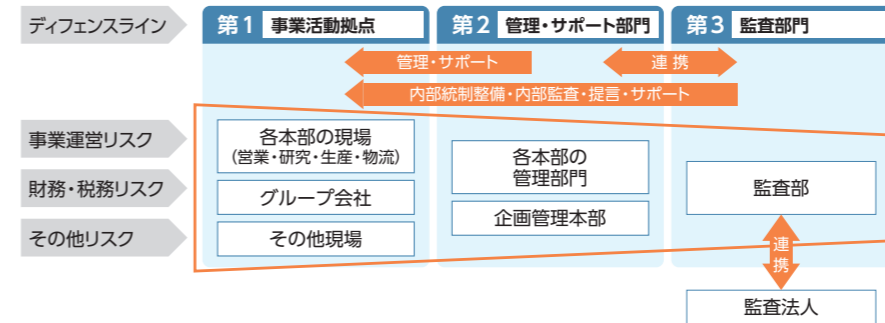 ディフェンスライン
第1 事業活動拠点
第2 管理・サポート部門
第3 監査部門
管理・サポート
連 携
内部統制整備・内部監査・提言・サポート
事業運営リスク
財務・税務リスク
その他リスク
各本部の現場
(営業・研究・生産・物流)
グループ会社
その他現場
各本部の
管理部門
企画管理本部
監査部
連
携
監査法人